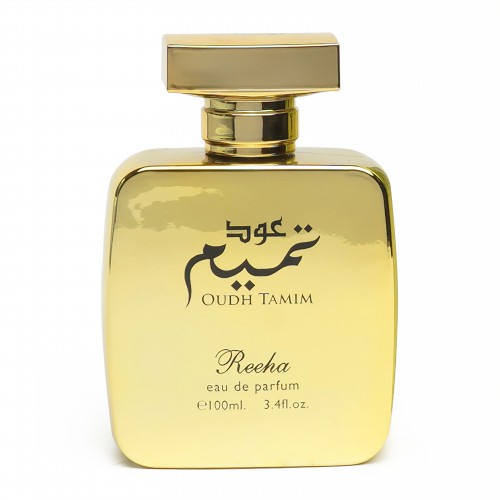 عود
تميم
OUDH TAMIM
Reeha
eau de parfum
℮100ml. 3.4fl.oz.